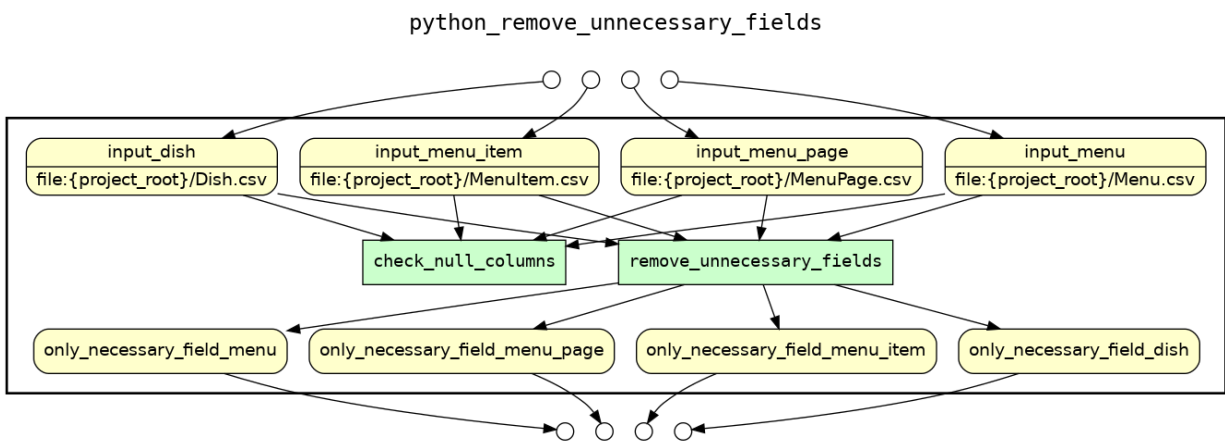 python_remove_unnecessary_fields
input_dish
file:{project_root}/Dish.csv
input_menu_item
file:{project_root}/MenuItem.csv
input_menu_page
file:{project_root}/MenuPage.csv
input_menu
file:{project_root}/Menu.csv
check_null_columns
remove_unnecessary_fields
only_necessary_field_menu
only_necessary_field_menu_page
only_necessary_field_menu_item
only_necessary_field_dish